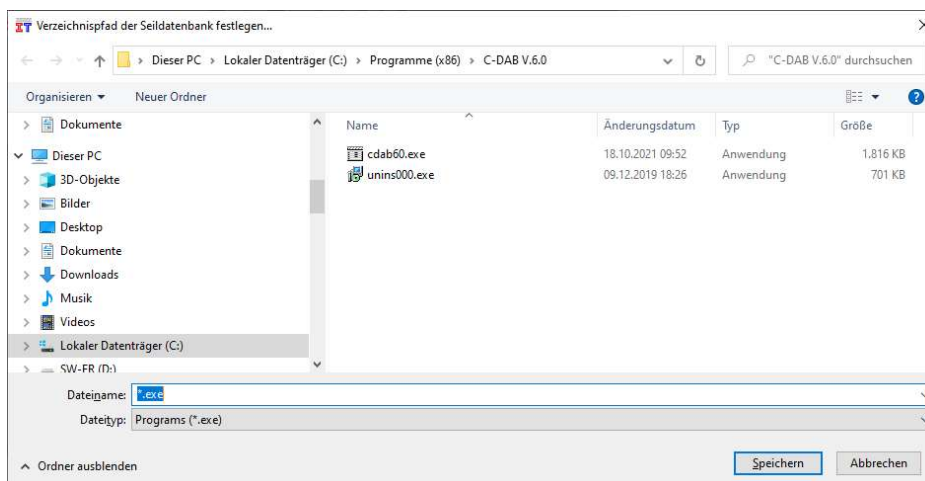 Verzeichnispfad der Seildatenbank festlegen...
Dieser PC › Lokaler Datenträger (C:) › Programme (x86) › C-DAB V.6.0
"C-DAB V.6.0" durchsuchen
Organisieren
Neuer Ordner
Name Änderungsdatum Typ Größe
cdab60.exe 18.10.2021 09:52 Anwendung 1.816 KB
unins000.exe 09.12.2019 18:26 Anwendung 701 KB
Dokumente
Dieser PC
3D-Objekte
Bilder
Desktop
Dokumente
Downloads
Musik
Videos
Lokaler Datenträger (C:)
SW-FR (D:)
Dateiname: *.exe
Dateityp: Programs (*.exe)
Ordner ausblenden
Speichern
Abbrechen